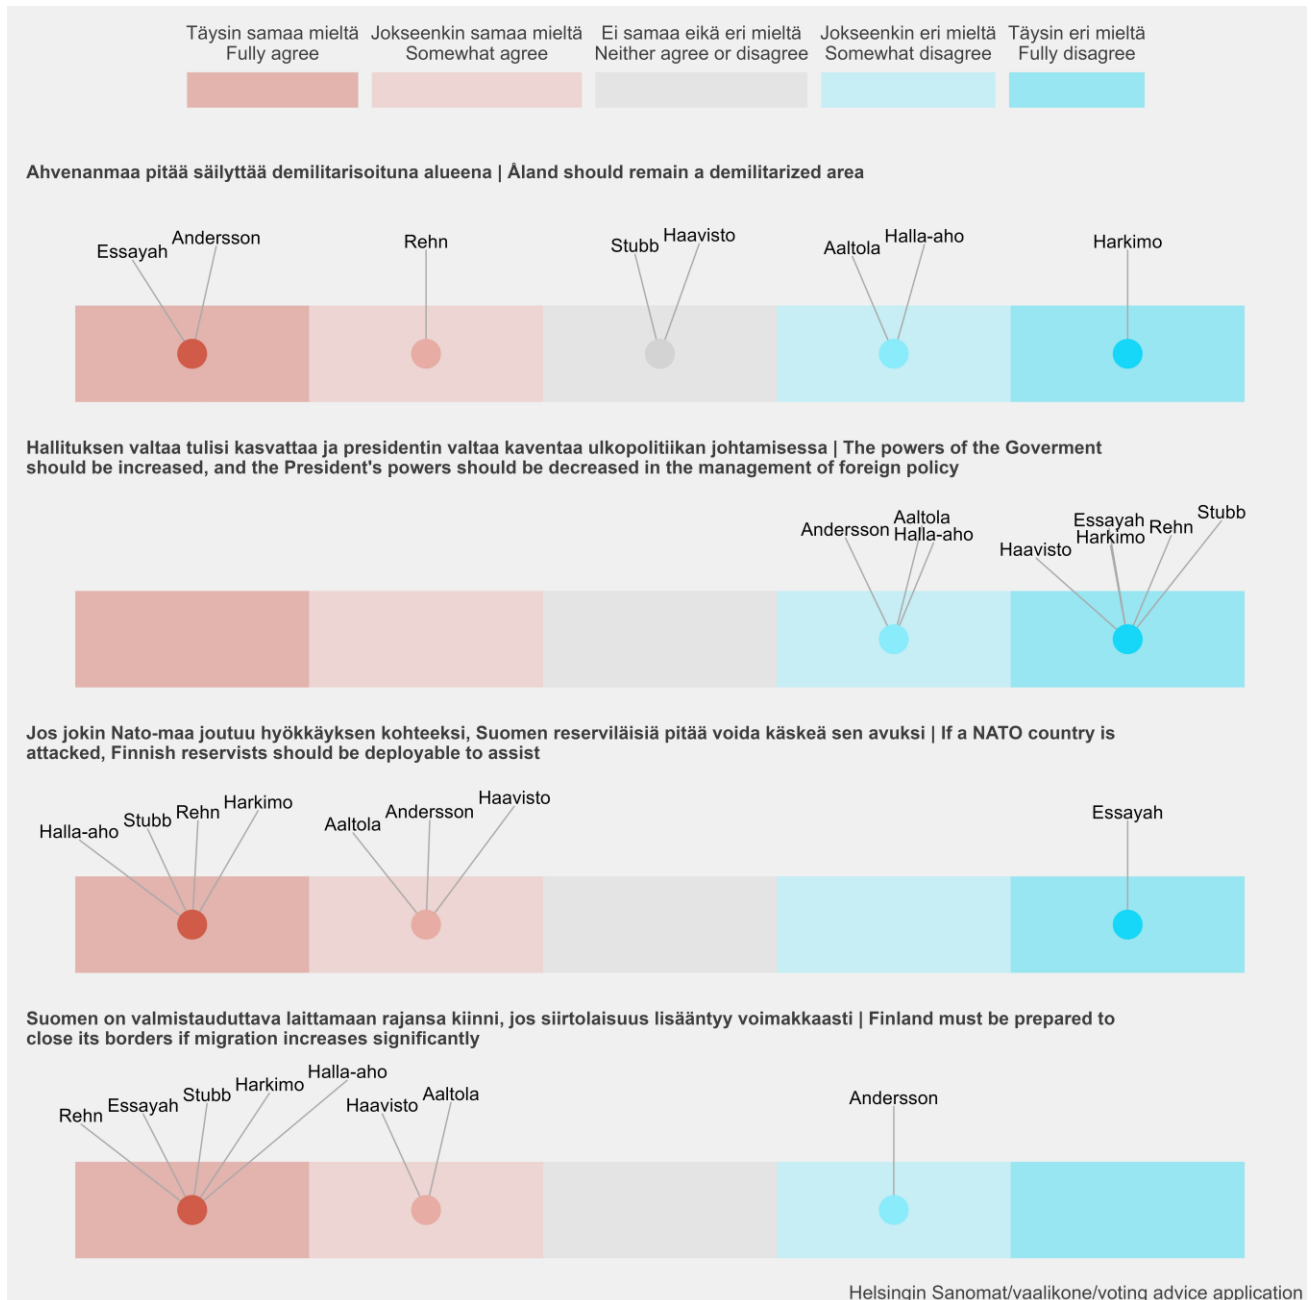 Täysin samaa mieltä
Fully agree
Jokseenkin samaa mieltä
Somewhat agree
Ei samaa eikä eri mieltä
Neither agree or disagree
Jokseenkin eri mieltä
Somewhat disagree
Täysin eri mieltä
Fully disagree
Ahvenanmaa pitää säilyttää demilitarisoituna alueena | Åland should remain a demilitarized area
Essayah
Andersson
Rehn
Stubb
Haavisto
Aaltola
Halla-aho
Harkimo
Hallituksen valtaa tulisi kasvattaa ja presidentin valtaa kaventaa ulkopolitiikan johtamisessa | The powers of the Goverment
should be increased, and the President's powers should be decreased in the management of foreign policy
Andersson
Aaltola
Halla-aho
Haavisto
Essayah
Harkimo
Rehn
Stubb
Jos jokin Nato-maa joutuu hyökkäyksen kohteeksi, Suomen reserviläisiä pitää voida käskeä sen avuksi | If a NATO country is
attacked, Finnish reservists should be deployable to assist
Halla-aho
Stubb
Rehn
Harkimo
Aaltola
Andersson
Haavisto
Essayah
Suomen on valmistauduttava laittamaan rajansa kiinni, jos siirtolaisuus lisääntyy voimakkaasti | Finland must be prepared to
close its borders if migration increases significantly
Rehn
Essayah
Stubb
Harkimo
Halla-aho
Haavisto
Aaltola
Andersson
Helsingin Sanomat/vaalikone/voting advice application